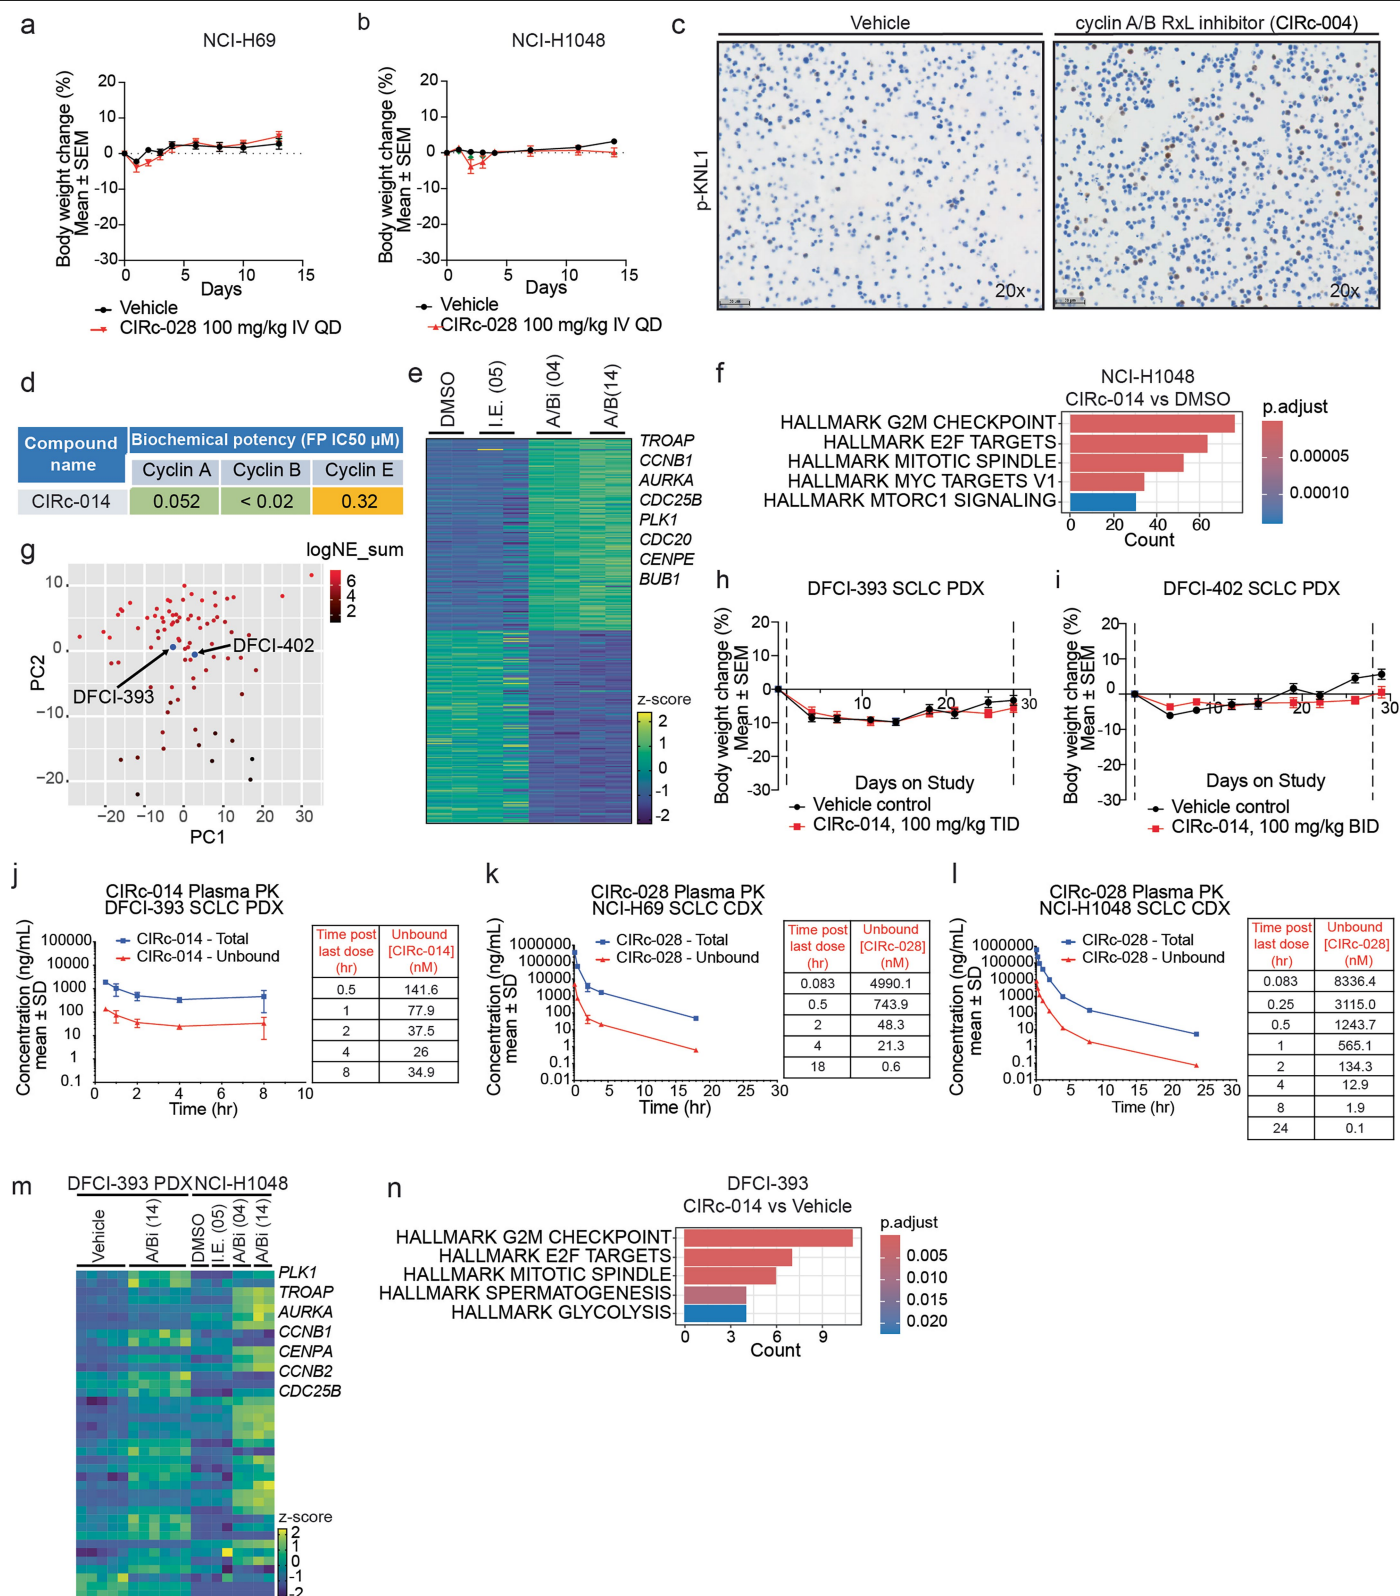 a
NCI-H69
Body weight change (%)
Mean ± SEM
20
10
0
-10
-20
-30
0 5 10 15
Days
Vehicle
CIRc-028 100 mg/kg IV QD
b
NCI-H1048
Body weight change (%)
Mean ± SEM
20
10
0
-10
-20
-30
0 5 10 15
Days
Vehicle
CIRc-028 100 mg/kg IV QD
c
Vehicle
cyclin A/B RxL inhibitor (CIRc-004)
p-KNL1
20x
20x
d
Compound name
Biochemical potency (FP IC50 µM)
Cyclin A Cyclin B Cyclin E
CIRc-014 0.052 < 0.02 0.32
e
DMSO
I.E. (05)
A/Bi (04)
A/B(14)
TROAP
CCNB1
AURKA
CDC25B
PLK1
CDC20
CENPE
BUB1
z-score
2
1
0
-1
-2
f
NCI-H1048
CIRc-014 vs DMSO
HALLMARK G2M CHECKPOINT
HALLMARK E2F TARGETS
HALLMARK MITOTIC SPINDLE
HALLMARK MYC TARGETS V1
HALLMARK MTORC1 SIGNALING
0 20 40 60
Count
p.adjust
0.00005
0.00010
g
logNE_sum
6
4
2
10
0
−10
−20
PC2
DFCI-402
DFCI-393
−20 −10 0 10 20 30
PC1
h
DFCI-393 SCLC PDX
Body weight change (%)
Mean ± SEM
20
10
0
-10
-20
-30
10 20 30
Days on Study
Vehicle control
CIRc-014, 100 mg/kg TID
i
DFCI-402 SCLC PDX
Body weight change (%)
Mean ± SEM
20
10
0
-10
-20
-30
10 20 30
Days on Study
Vehicle control
CIRc-014, 100 mg/kg BID
j
CIRc-014 Plasma PK
DFCI-393 SCLC PDX
Concentration (ng/mL)
mean ± SD
100000
10000
1000
100
10
1
0.1
0 2 4 6 8 10
Time (hr)
CIRc-014 - Total
CIRc-014 - Unbound
Time post last dose (hr) Unbound [CIRc-014] (nM)
0.5 141.6
1 77.9
2 37.5
4 26
8 34.9
k
CIRc-028 Plasma PK
NCI-H69 SCLC CDX
Concentration (ng/mL)
mean ± SD
1000000
100000
10000
1000
100
10
1
0.1
0.01
0 5 10 15 20 25 30
Time (hr)
CIRc-028 - Total
CIRc-028 - Unbound
Time post last dose (hr) Unbound [CIRc-028] (nM)
0.083 4990.1
0.5 743.9
2 48.3
4 21.3
18 0.6
l
CIRc-028 Plasma PK
NCI-H1048 SCLC CDX
Concentration (ng/mL)
mean ± SD
1000000
100000
10000
1000
100
10
1
0.1
0.01
0 5 10 15 20 25 30
Time (hr)
CIRc-028 - Total
CIRc-028 - Unbound
Time post last dose (hr) Unbound [CIRc-028] (nM)
0.083 8336.4
0.25 3115.0
0.5 1243.7
1 565.1
2 134.3
4 12.9
8 1.9
24 0.1
m
DFCI-393 PDX NCI-H1048
Vehicle
A/Bi (14)
DMSO
I.E. (05)
A/Bi (04)
A/Bi (14)
PLK1
TROAP
AURKA
CCNB1
CENPA
CCNB2
CDC25B
z-score
2
1
0
-1
-2
n
DFCI-393
CIRc-014 vs Vehicle
HALLMARK G2M CHECKPOINT
HALLMARK E2F TARGETS
HALLMARK MITOTIC SPINDLE
HALLMARK SPERMATOGENESIS
HALLMARK GLYCOLYSIS
0 3 6 9
Count
p.adjust
0.005
0.010
0.015
0.020